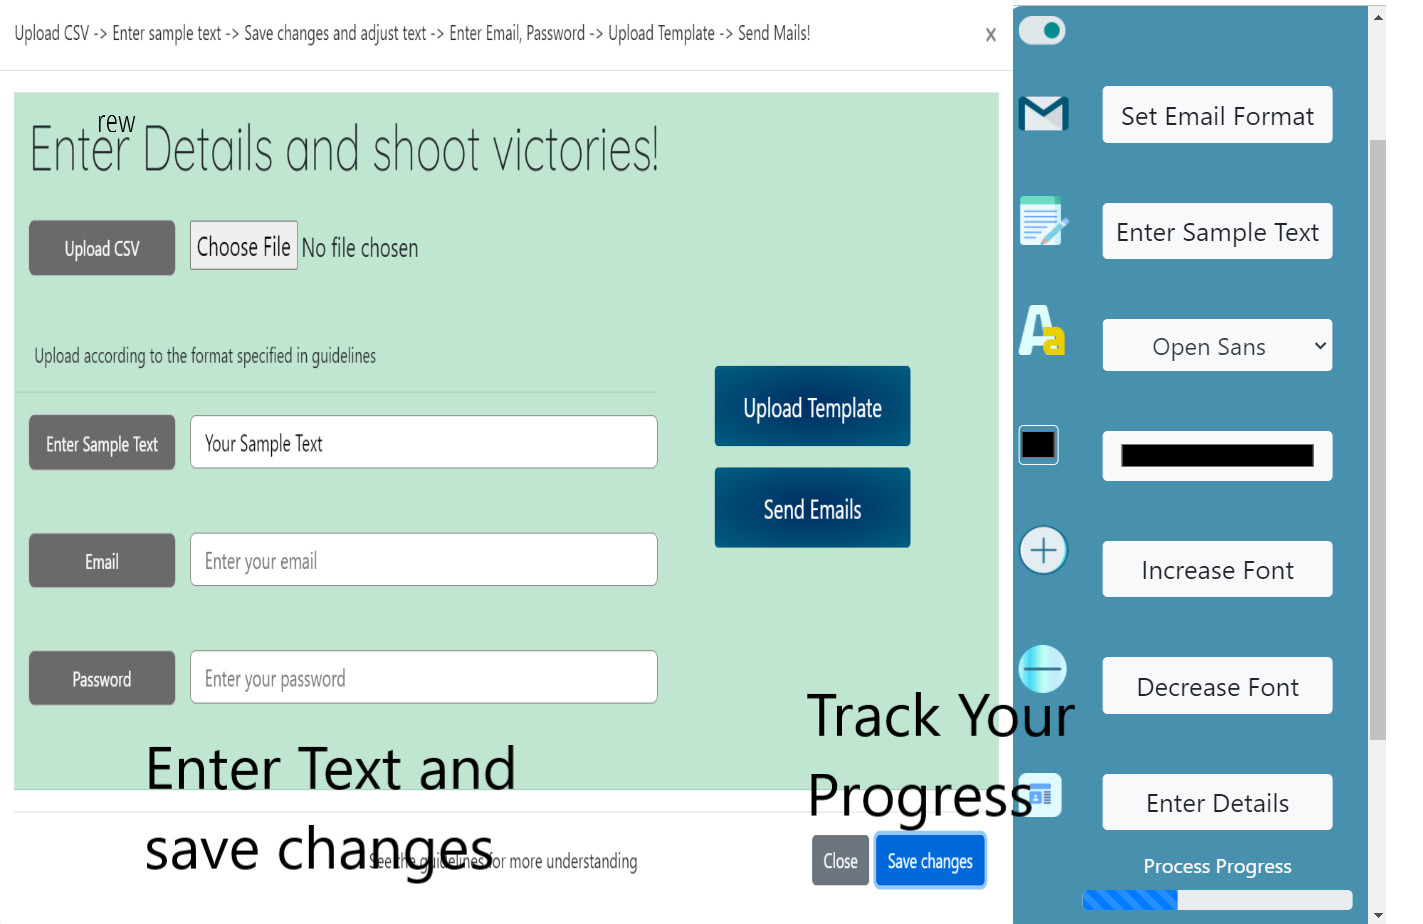 Upload CSV -> Enter sample text -> Save changes and adjust text -> Enter Email, Password -> Upload Template -> Send Mails!
x
rew
Enter Details and shoot victories!
Upload CSV
Choose File No file chosen
Upload according to the format specified in guidelines
Enter Sample Text
Your Sample Text
Email
Enter your email
Password
Enter your password
Upload Template
Send Emails
Enter Text and
save changes
See the guidelines for more understanding
Track Your
Progress
Close
Save changes
Set Email Format
Enter Sample Text
Aa
Open Sans
Increase Font
Decrease Font
Enter Details
Process Progress